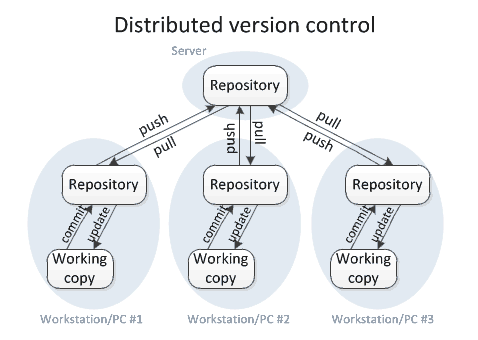 Distributed version control
Server
Repository
push
pull
push
pull
pull
push
Repository
Repository
Repository
commit
update
commit
update
commit
update
Working
copy
Working
copy
Working
copy
Workstation/PC #1
Workstation/PC #2
Workstation/PC #3